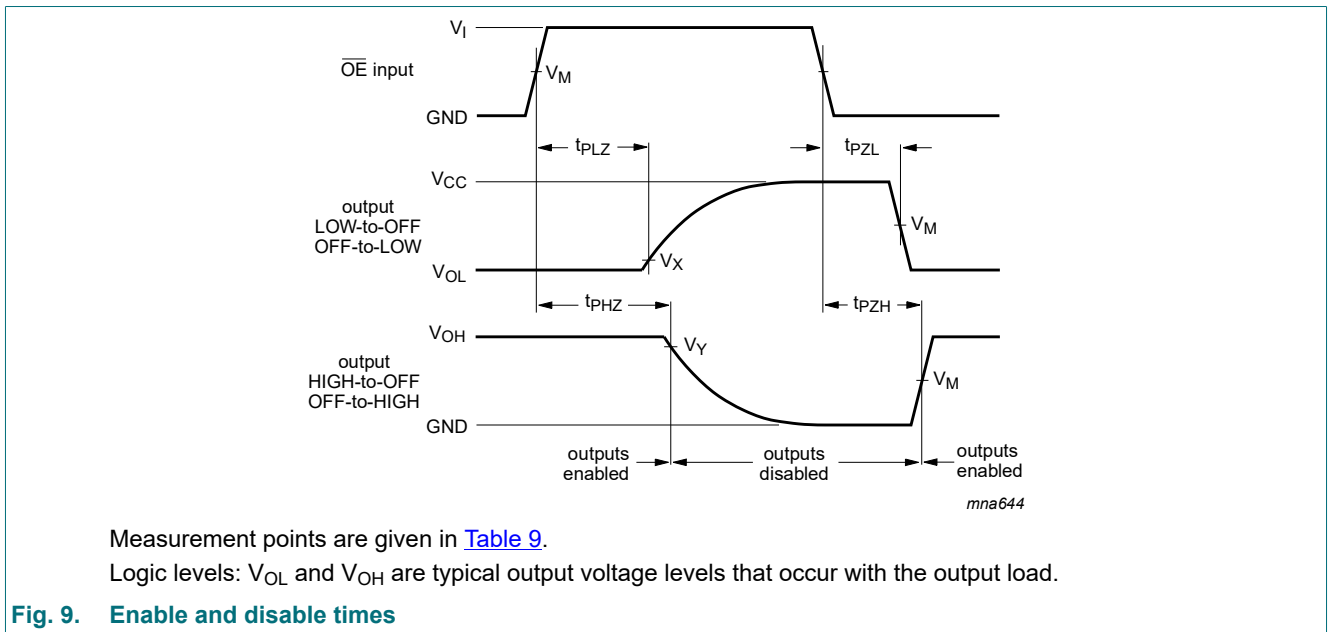 V_I
OE input
V_M
GND
t_PLZ
t_PZL
V_CC
output
LOW-to-OFF
OFF-to-LOW
V_M
V_X
V_OL
t_PHZ
t_PZH
V_OH
V_Y
output
HIGH-to-OFF
OFF-to-HIGH
V_M
GND
outputs
enabled
outputs
disabled
outputs
enabled
mna644
Measurement points are given in Table 9.
Logic levels: V_OL and V_OH are typical output voltage levels that occur with the output load.
Fig. 9. Enable and disable times